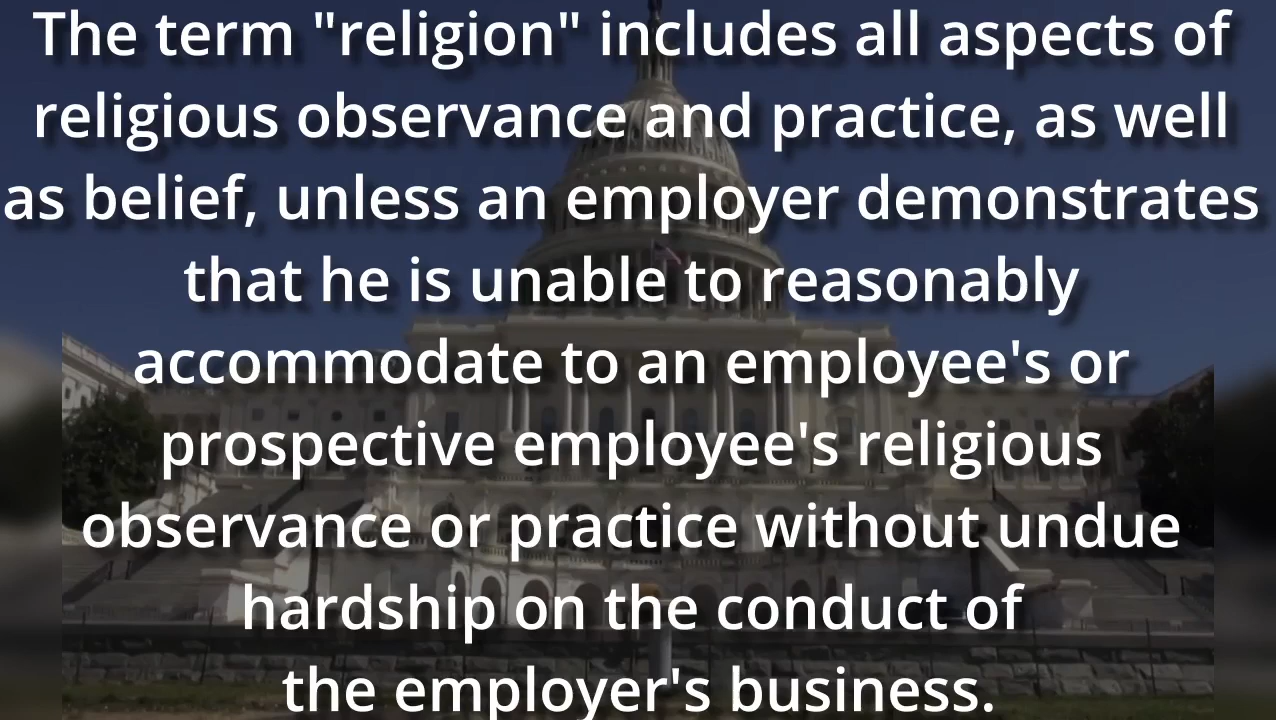 The term "religion" includes all aspects of
religious observance and practice, as well
as belief, unless an employer demonstrates
that he is unable to reasonably
accommodate to an employee's or
prospective employee's religious
observance or practice without undue
hardship on the conduct of
the employer's business.